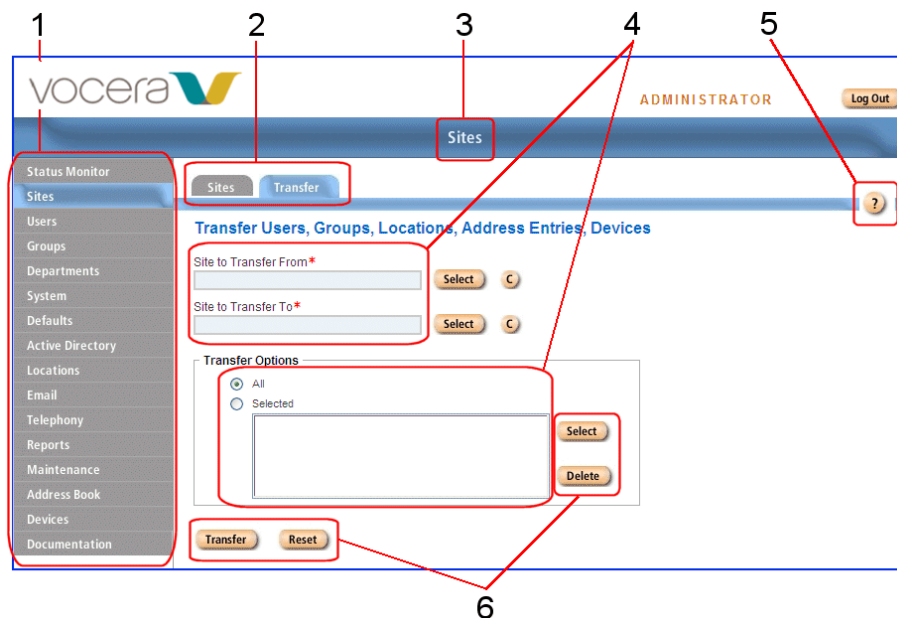 1 2 3 4 5
vocera
ADMINISTRATOR Log Out
Sites
Status Monitor
Sites
Users
Groups
Departments
System
Defaults
Active Directory
Locations
Email
Telephony
Reports
Maintenance
Address Book
Devices
Documentation
Sites Transfer
?
Transfer Users, Groups, Locations, Address Entries, Devices
Site to Transfer From*
Select C
Site to Transfer To*
Select C
Transfer Options
All
Selected
Select
Delete
Transfer Reset
6